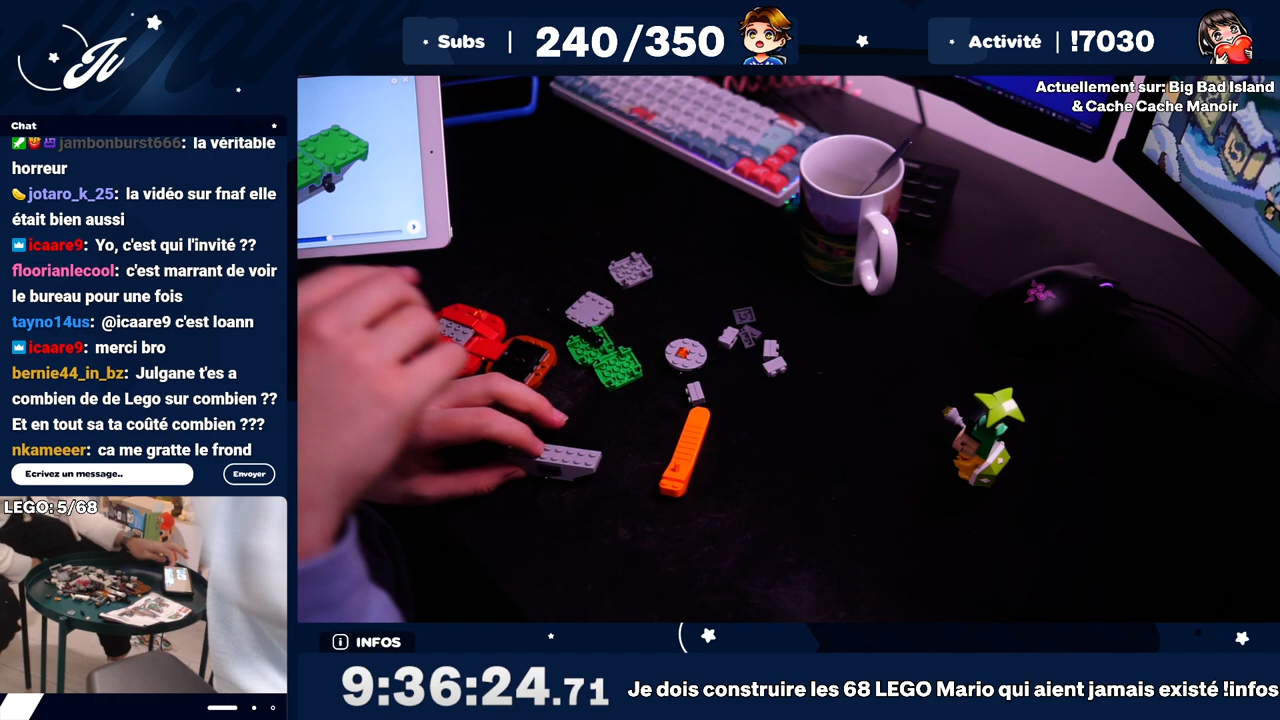 Subs | 240/350
Activité | !7030
Actuellement sur: Big Bad Island
& Cache Cache Manoir
Chat
jambonburst666: la véritable
horreur
jotaro_k_25: la vidéo sur fnaf elle
était bien aussi
icaare9: Yo, c'est qui l'invité ??
floorianlecool: c'est marrant de voir
le bureau pour une fois
tayno14us: @icaare9 c'est loann
icaare9: merci bro
bernie44_in_bz: Julgane t'es a
combien de de Lego sur combien ??
Et en tout sa ta coûté combien ???
nkameeer: ca me gratte le frond
Ecrivez un message..
Envoyer
LEGO: 5/68
INFOS
9:36:24.71
Je dois construire les 68 LEGO Mario qui aient jamais existé !infos